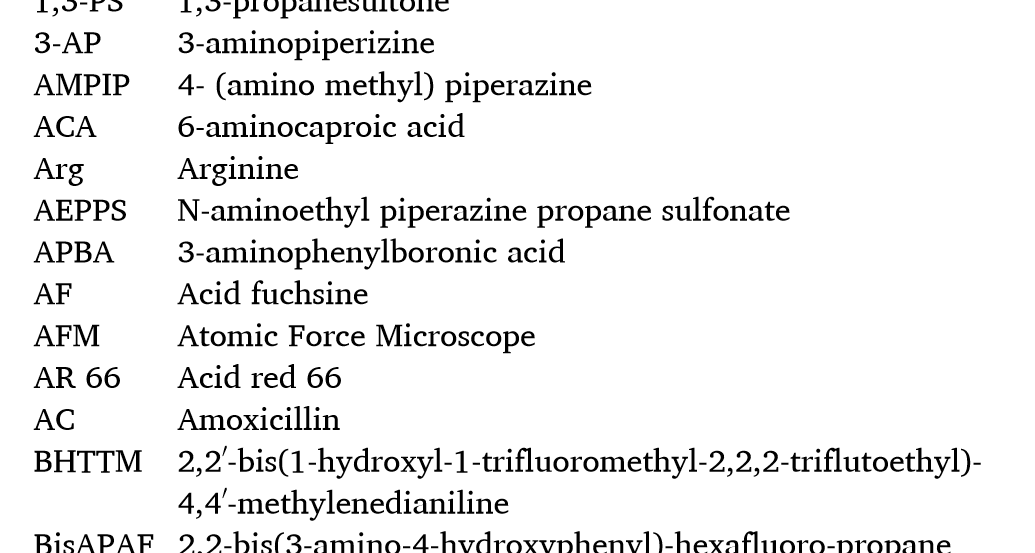 1,3-PS 1,3-propanesultone
3-AP 3-aminopiperizine
AMPIP 4- (amino methyl) piperazine
ACA 6-aminocaproic acid
Arg Arginine
AEPPS N-aminoethyl piperazine propane sulfonate
APBA 3-aminophenylboronic acid
AF Acid fuchsine
AFM Atomic Force Microscope
AR 66 Acid red 66
AC Amoxicillin
BHTTM 2,2′-bis(1-hydroxyl-1-trifluoromethyl-2,2,2-triflutoethyl)-
4,4′-methylenedianiline
BisAPAF 2,2-bis(3-amino-4-hydroxyphenyl)-hexafluoro-propane